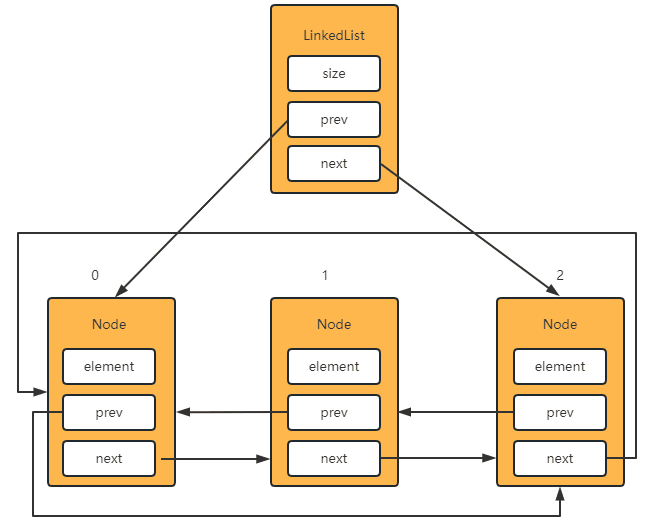 LinkedList
size
prev
next
0 1 2
Node Node Node
element element element
prev prev prev
next next next